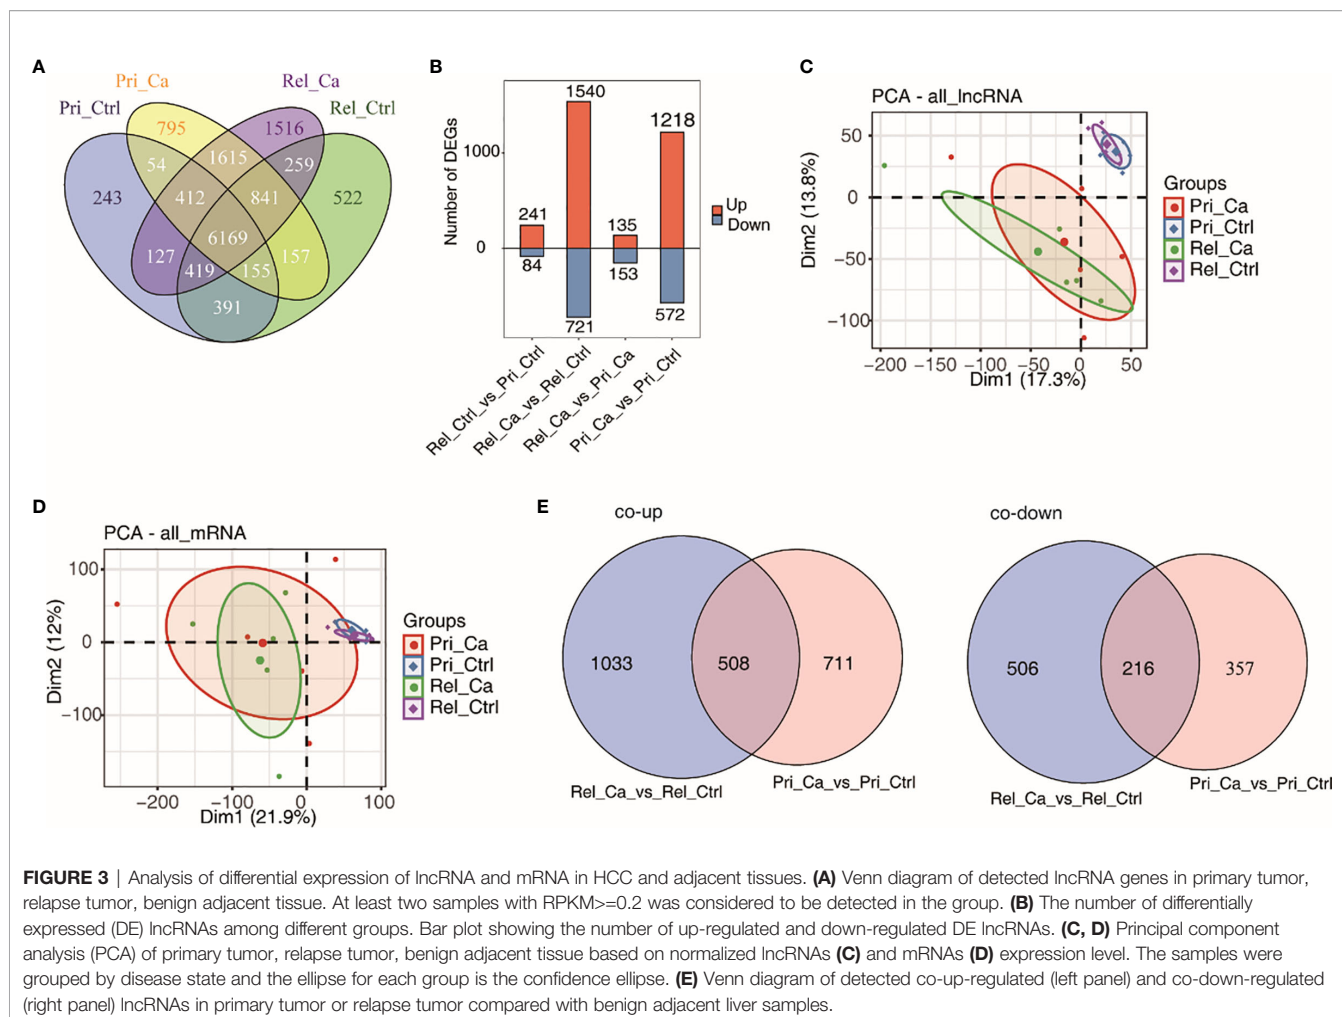 A
Pri_Ca
Rel_Ca
Pri_Ctrl
Rel_Ctrl
795
1516
54
1615
259
243
412
841
522
6169
127
419
155
157
391
B
1540
1218
1000
Number of DEGs
241
135
0
84
153
721
572
Up
Down
Rel_Ctrl_vs_Pri_Ctrl
Rel_Ca_vs_Rel_Ctrl
Rel_Ca_vs_Pri_Ca
Pri_Ca_vs_Pri_Ctrl
C
PCA - all_lncRNA
50
0
−50
−100
Dim2 (13.8%)
−200 −150 −100 −50 0 50
Dim1 (17.3%)
Groups
Pri_Ca
Pri_Ctrl
Rel_Ca
Rel_Ctrl
D
PCA - all_mRNA
100
0
−100
Dim2 (12%)
−200 −100 0 100
Dim1 (21.9%)
Groups
Pri_Ca
Pri_Ctrl
Rel_Ca
Rel_Ctrl
E
co-up
1033 508 711
Rel_Ca_vs_Rel_Ctrl
Pri_Ca_vs_Pri_Ctrl
co-down
506 216 357
Rel_Ca_vs_Rel_Ctrl
Pri_Ca_vs_Pri_Ctrl
FIGURE 3 | Analysis of differential expression of lncRNA and mRNA in HCC and adjacent tissues. (A) Venn diagram of detected lncRNA genes in primary tumor,
relapse tumor, benign adjacent tissue. At least two samples with RPKM>=0.2 was considered to be detected in the group. (B) The number of differentially
expressed (DE) lncRNAs among different groups. Bar plot showing the number of up-regulated and down-regulated DE lncRNAs. (C, D) Principal component
analysis (PCA) of primary tumor, relapse tumor, benign adjacent tissue based on normalized lncRNAs (C) and mRNAs (D) expression level. The samples were
grouped by disease state and the ellipse for each group is the confidence ellipse. (E) Venn diagram of detected co-up-regulated (left panel) and co-down-regulated
(right panel) lncRNAs in primary tumor or relapse tumor compared with benign adjacent liver samples.